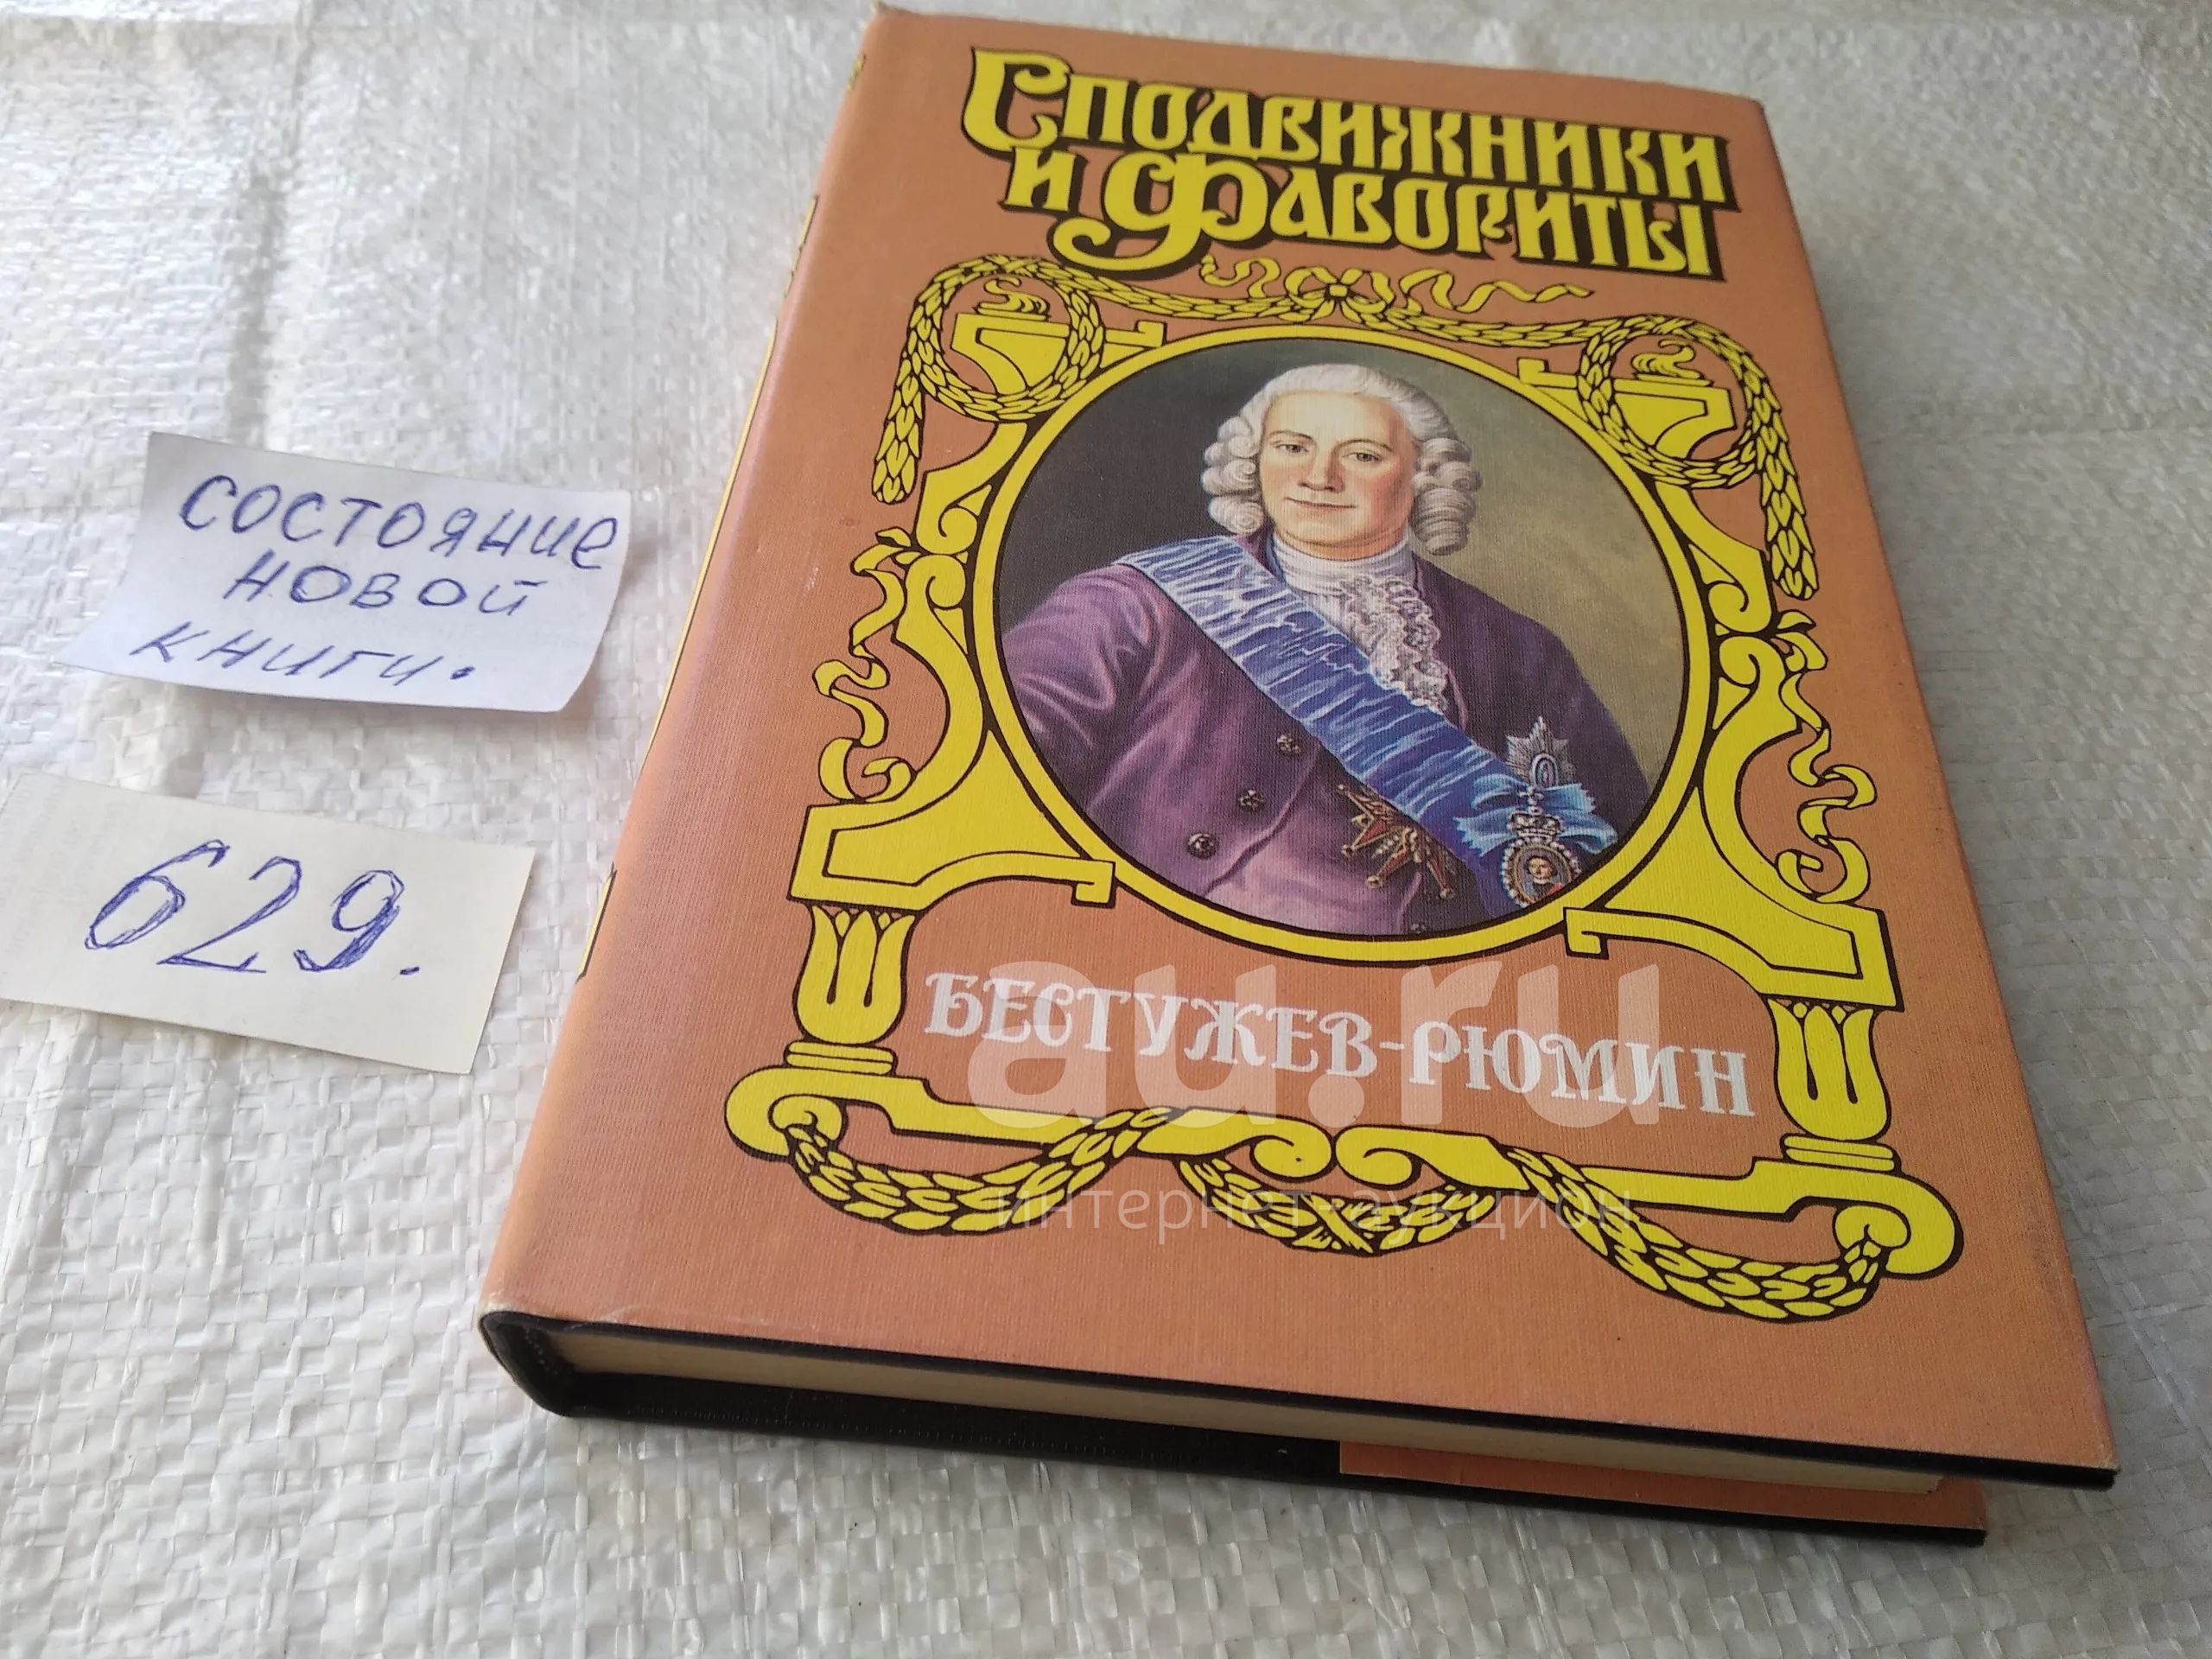 Сподвижники
и Фавориты
БЕСТУЖЕВ-РЮМИН
СОСТОЯНИЕ
НОВОЙ
КНИГИ.
629.
au.ru
интернет-аукцион